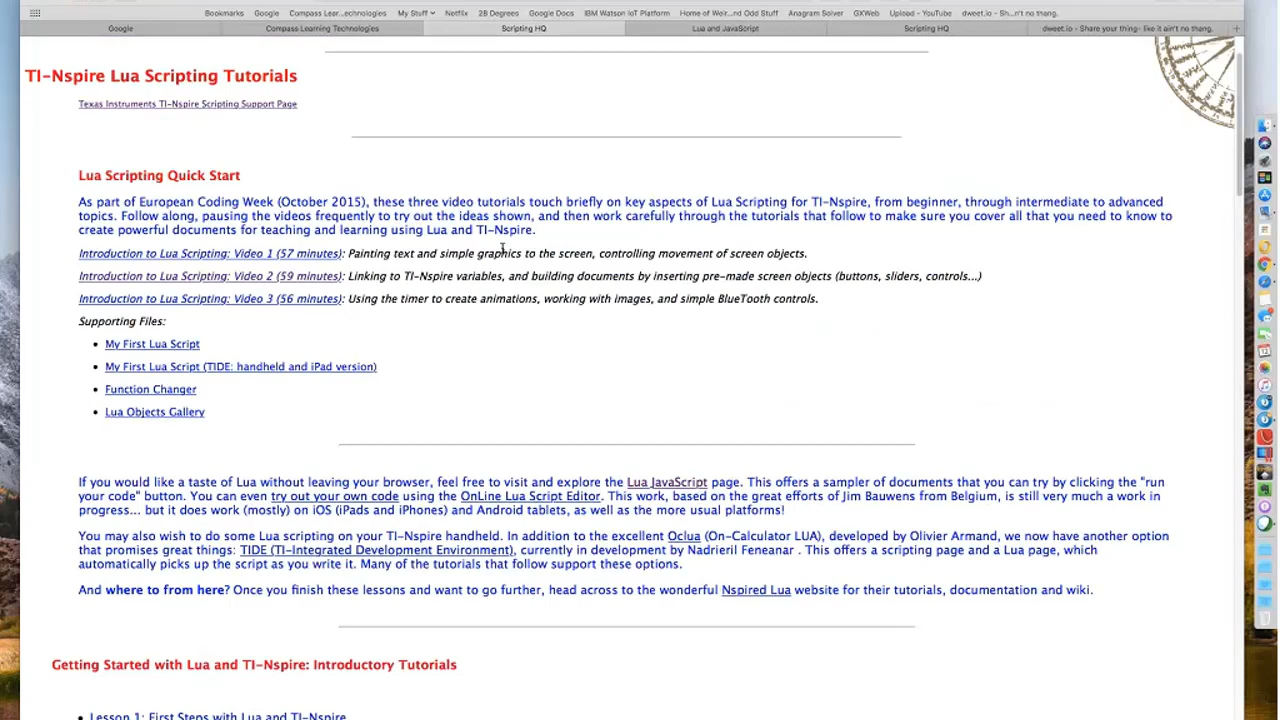 Bookmarks Google Compass Lear...echnologies My Stuff Netflix 28 Degrees Google Docs IBM Watson IoT Platform Home of Weir...nd Odd Stuff Anagram Solver GXWeb Upload - YouTube dweet.io - Sh...n't no thang.
Google Compass Learning Technologies Scripting HQ Lua and JavaScript Scripting HQ dweet.io - Share your thing- like it ain't no thang.
TI-Nspire Lua Scripting Tutorials
Texas Instruments TI-Nspire Scripting Support Page
Lua Scripting Quick Start
As part of European Coding Week (October 2015), these three video tutorials touch briefly on key aspects of Lua Scripting for TI-Nspire, from beginner, through intermediate to advanced
topics. Follow along, pausing the videos frequently to try out the ideas shown, and then work carefully through the tutorials that follow to make sure you cover all that you need to know to
create powerful documents for teaching and learning using Lua and TI-Nspire.
Introduction to Lua Scripting: Video 1 (57 minutes): Painting text and simple graphics to the screen, controlling movement of screen objects.
Introduction to Lua Scripting: Video 2 (59 minutes): Linking to TI-Nspire variables, and building documents by inserting pre-made screen objects (buttons, sliders, controls...)
Introduction to Lua Scripting: Video 3 (56 minutes): Using the timer to create animations, working with images, and simple BlueTooth controls.
Supporting Files:
• My First Lua Script
• My First Lua Script (TIDE: handheld and iPad version)
• Function Changer
• Lua Objects Gallery
If you would like a taste of Lua without leaving your browser, feel free to visit and explore the Lua JavaScript page. This offers a sampler of documents that you can try by clicking the "run
your code" button. You can even try out your own code using the OnLine Lua Script Editor. This work, based on the great efforts of Jim Bauwens from Belgium, is still very much a work in
progress... but it does work (mostly) on iOS (iPads and iPhones) and Android tablets, as well as the more usual platforms!
You may also wish to do some Lua scripting on your TI-Nspire handheld. In addition to the excellent Oclua (On-Calculator LUA), developed by Olivier Armand, we now have another option
that promises great things: TIDE (TI-Integrated Development Environment), currently in development by Nadrieril Feneanar . This offers a scripting page and a Lua page, which
automatically picks up the script as you write it. Many of the tutorials that follow support these options.
And where to from here? Once you finish these lessons and want to go further, head across to the wonderful Nspired Lua website for their tutorials, documentation and wiki.
Getting Started with Lua and TI-Nspire: Introductory Tutorials
• Lesson 1: First Steps with Lua and TI-Nspire